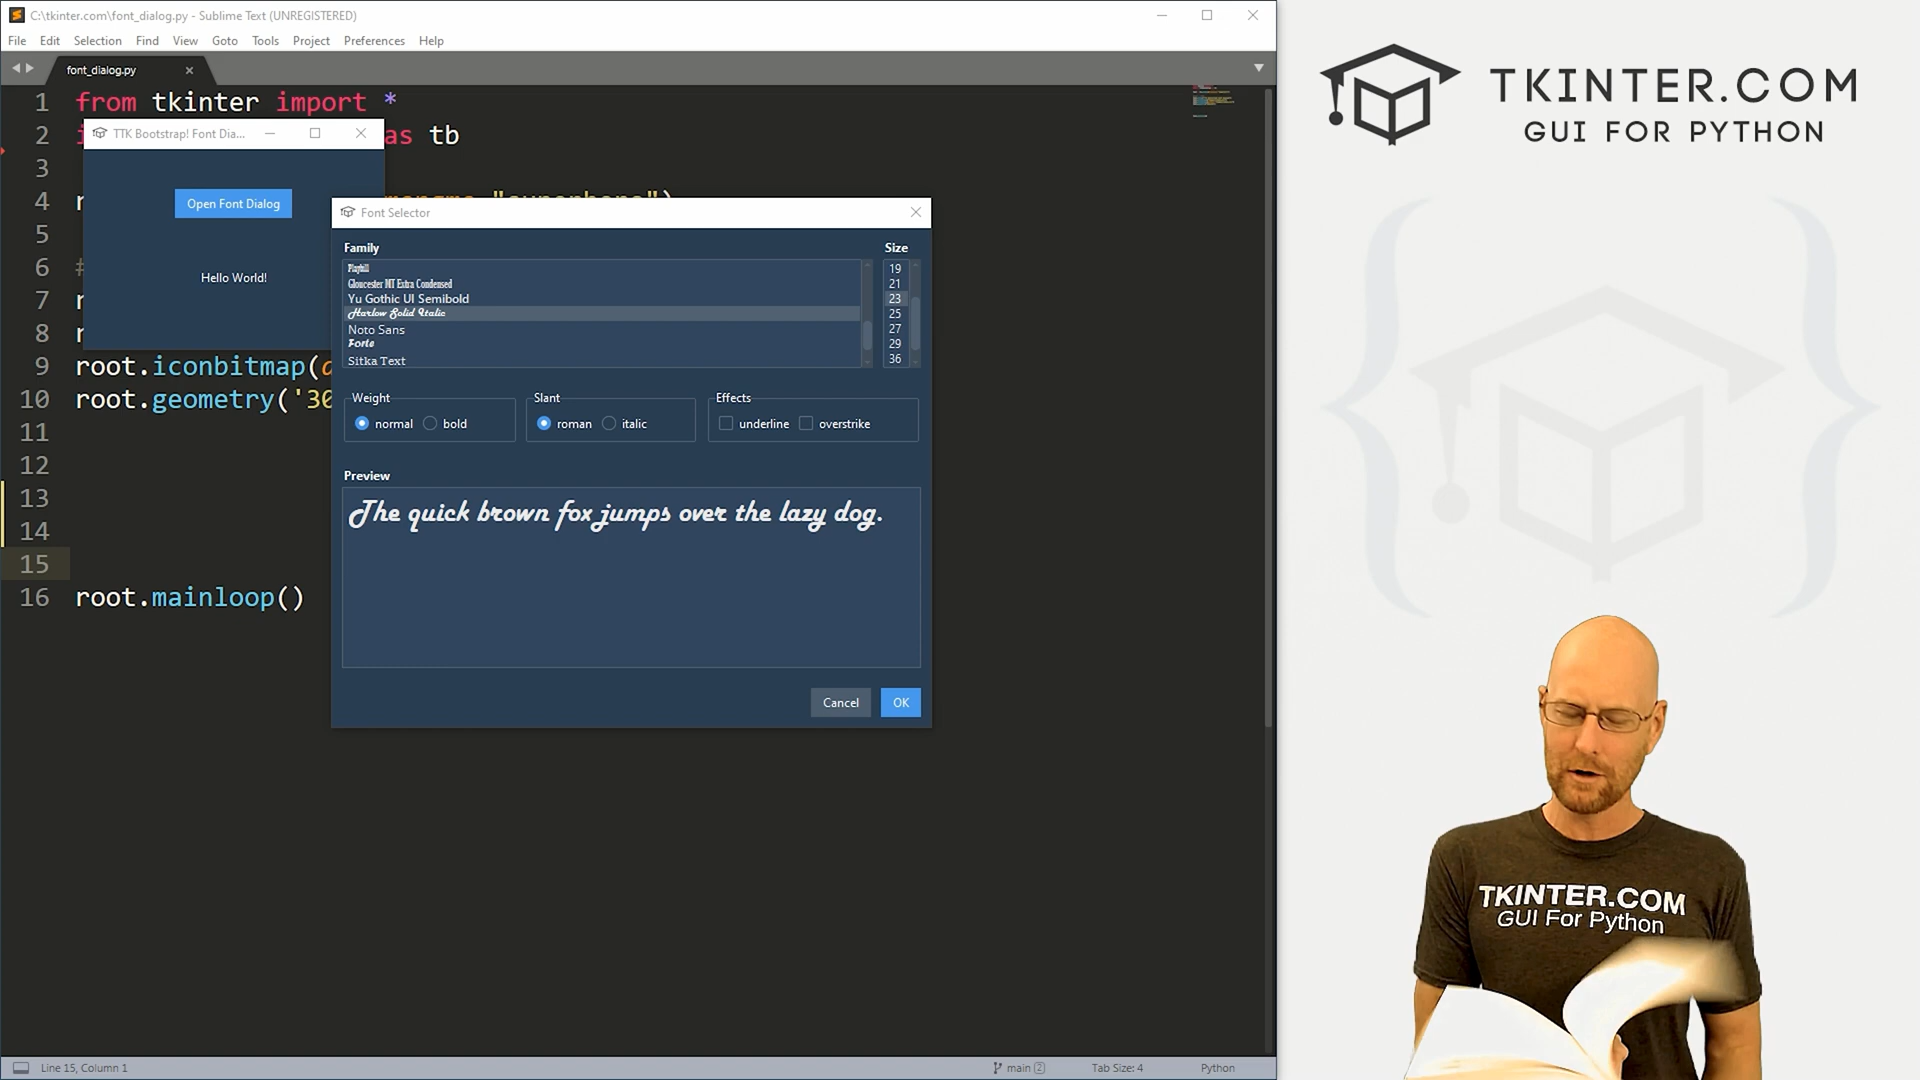 C:\tkinter.com\font_dialog.py - Sublime Text (UNREGISTERED)
File Edit Selection Find View Goto Tools Project Preferences Help
font_dialog.py
1 from tkinter import *
2 i as tb
3
4 r
5
6 #
7 r
8 r
9 root.iconbitmap(
10 root.geometry('30
11
12
13
14
15
16 root.mainloop()
TTK Bootstrap! Font Dia...
Open Font Dialog
Hello World!
Font Selector
Family
Playbill
Gloucester MT Extra Condensed
Yu Gothic UI Semibold
Harlow Solid Italic
Noto Sans
Forte
Sitka Text
Size
19
21
23
25
27
29
36
Weight
normal bold
Slant
roman italic
Effects
underline overstrike
Preview
The quick brown fox jumps over the lazy dog.
Cancel OK
Line 15, Column 1 main 2 Tab Size: 4 Python
TKINTER.COM
GUI FOR PYTHON
TKINTER.COM
GUI For Python